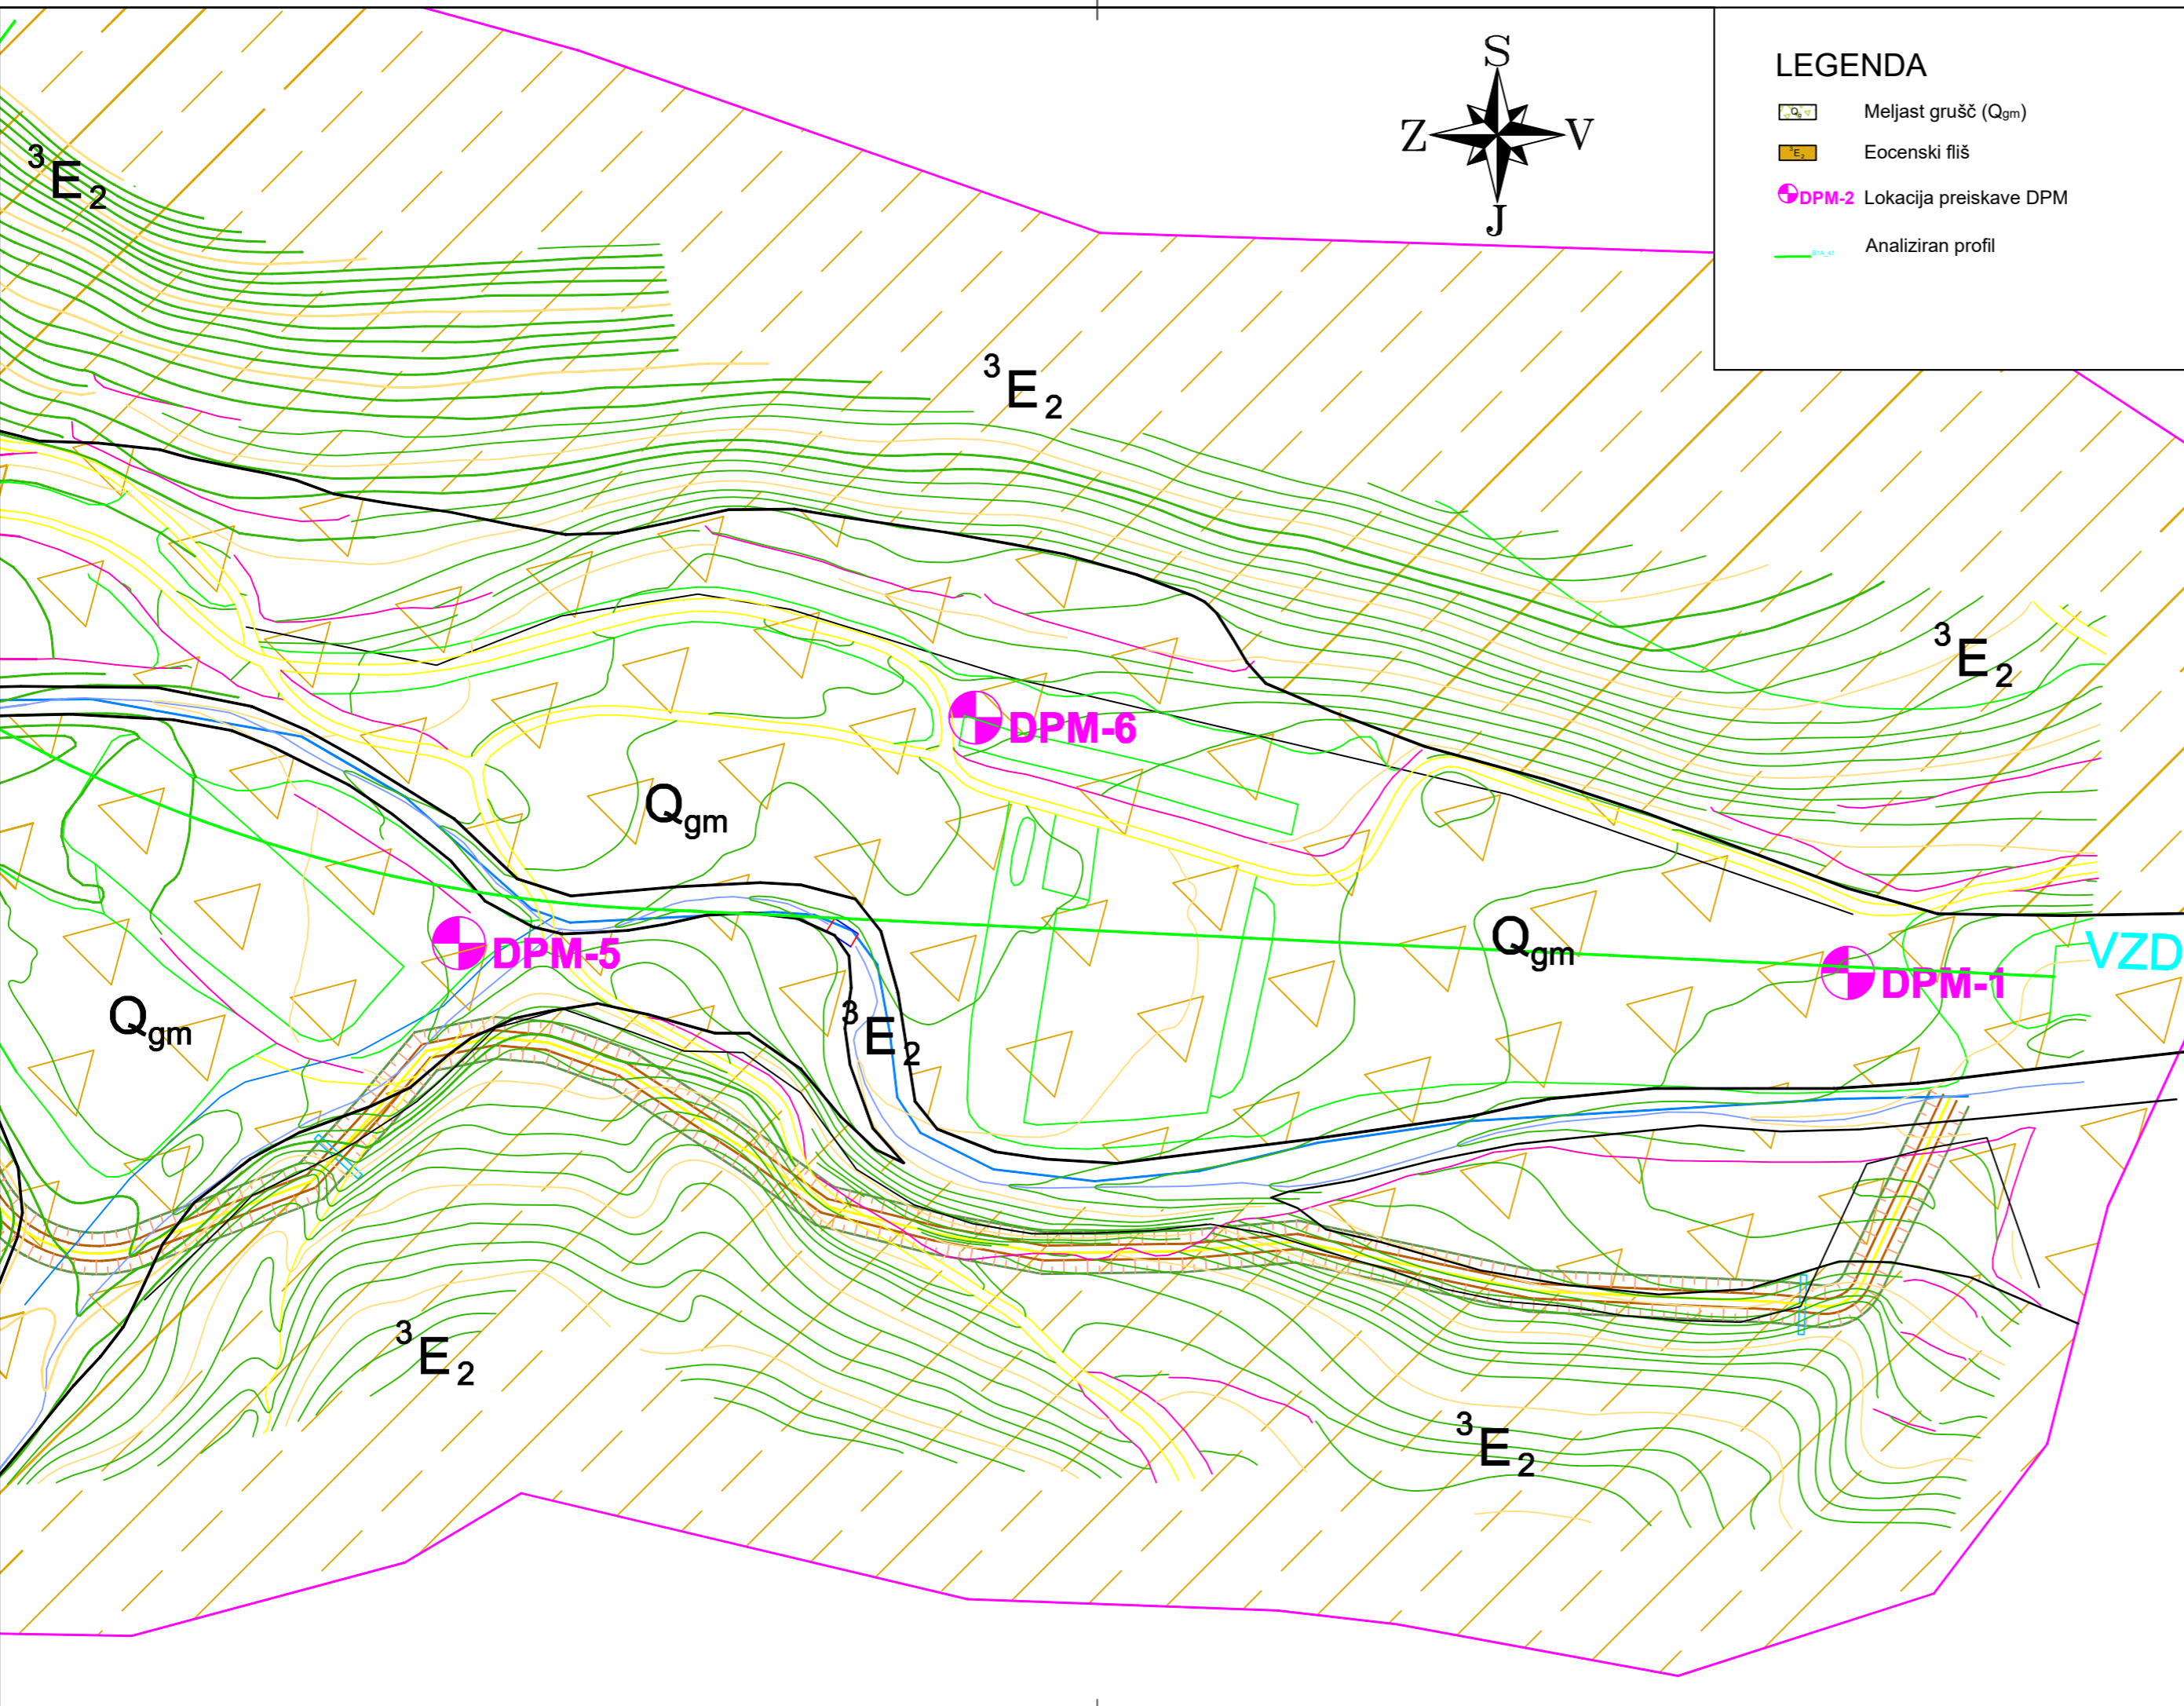 S
Z V
J
LEGENDA
Meljast grušč (Qgm)
³E₂ Eocenski fliš
DPM-2 Lokacija preiskave DPM
Analiziran profil
³E₂
³E₂
³E₂
DPM-6
Qgm
DPM-5
Qgm
VZD
DPM-1
Qgm
³E₂
³E₂
³E₂